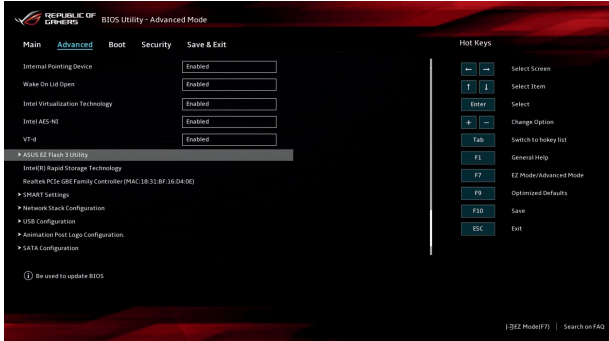 REPUBLIC OF
GAMERS
BIOS Utility - Advanced Mode
Main Advanced Boot Security Save & Exit
Hot Keys
Internal Pointing Device Enabled
Wake On Lid Open Enabled
Intel Virtualization Technology Enabled
Intel AES-NI Enabled
VT-d Enabled
> ASUS EZ Flash 3 Utility
Intel(R) Rapid Storage Technology
Realtek PCIe GBE Family Controller (MAC:18:31:BF:16:D4:0E)
> SMART Settings
> Network Stack Configuration
> USB Configuration
> Animation Post Logo Configuration.
> SATA Configuration
i Be used to update BIOS
← → Select Screen
↑ ↓ Select Item
Enter Select
+ − Change Option
Tab Switch to hokey list
F1 General Help
F7 EZ Mode/Advanced Mode
F9 Optimized Defaults
F10 Save
ESC Exit
EZ Mode(F7) | Search on FAQ